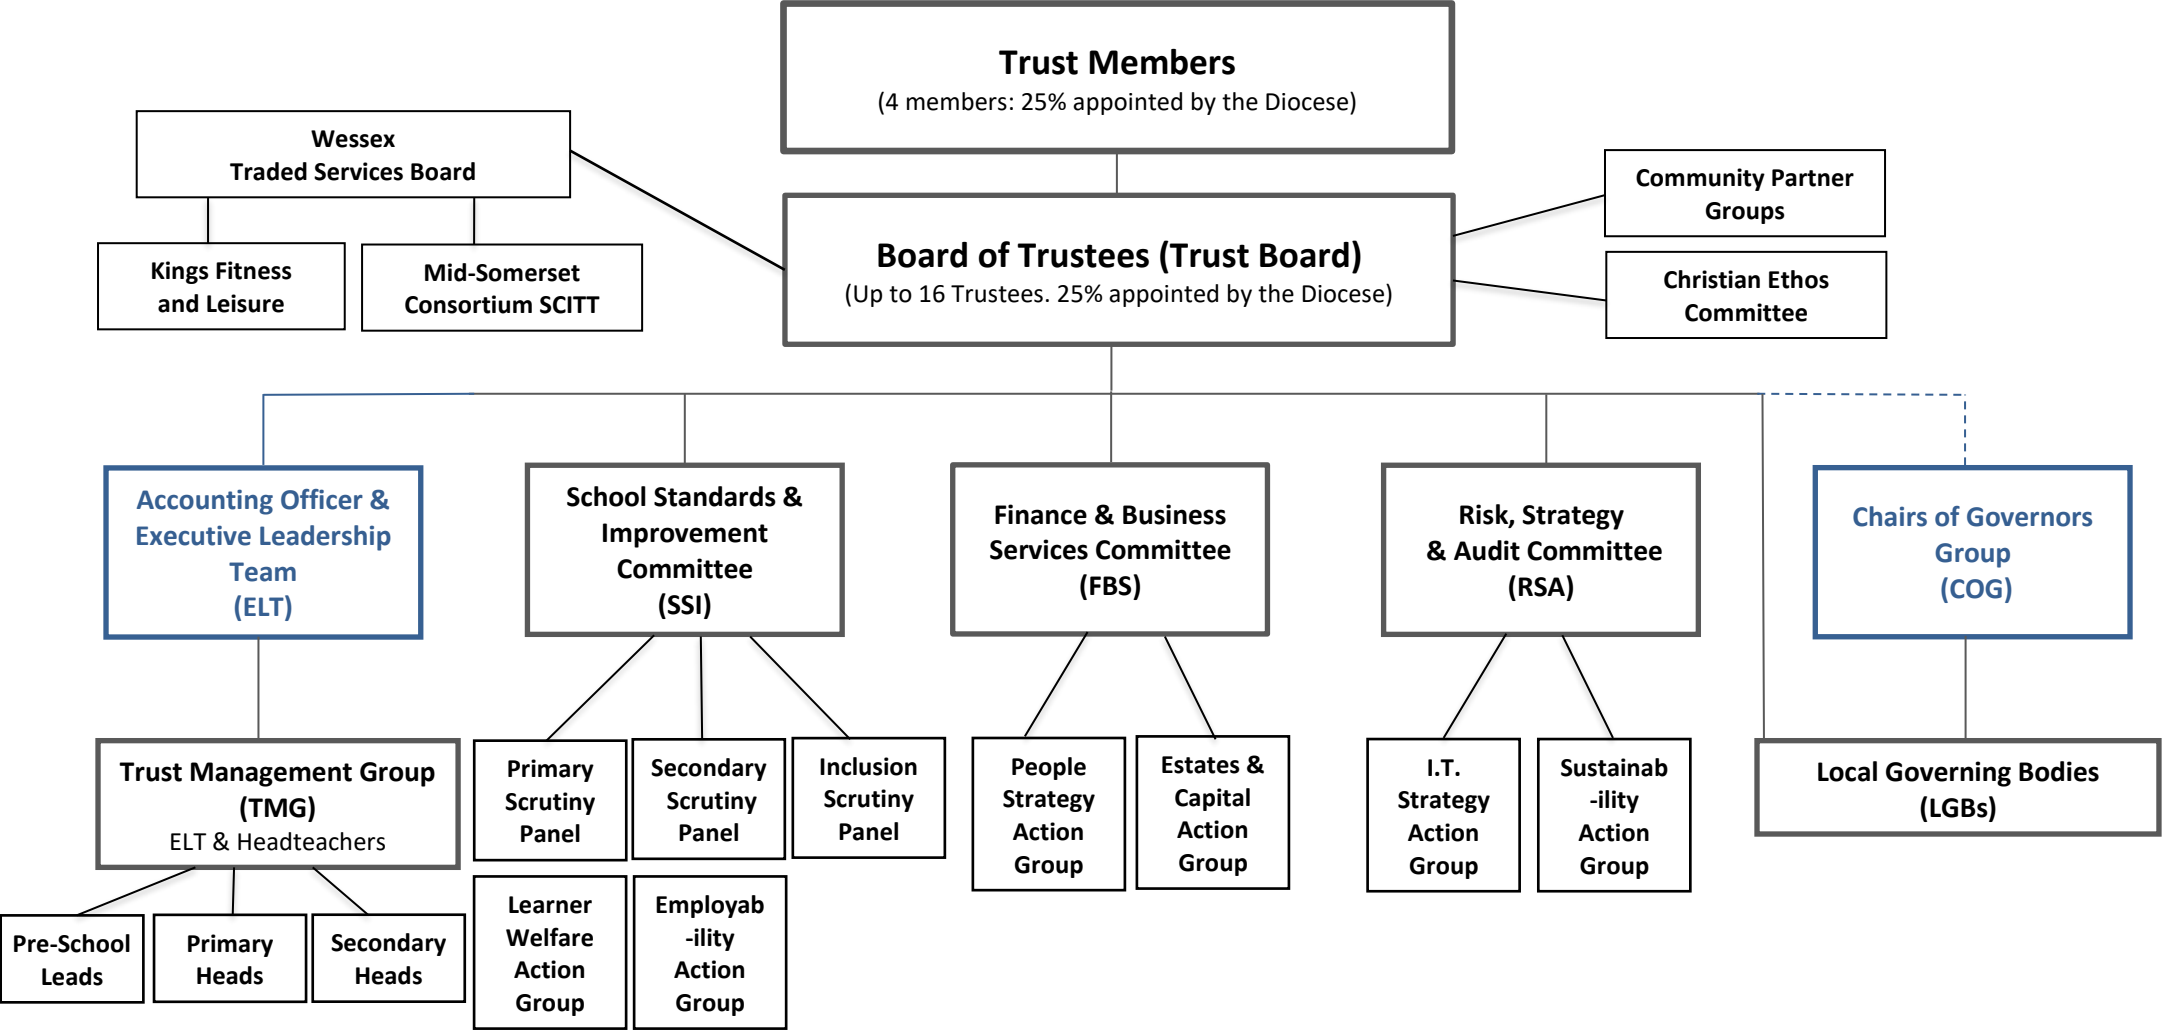 Trust Members
(4 members: 25% appointed by the Diocese)
Wessex
Traded Services Board
Kings Fitness
and Leisure
Mid-Somerset
Consortium SCITT
Board of Trustees (Trust Board)
(Up to 16 Trustees. 25% appointed by the Diocese)
Community Partner
Groups
Christian Ethos
Committee
Accounting Officer &
Executive Leadership
Team
(ELT)
School Standards &
Improvement
Committee
(SSI)
Finance & Business
Services Committee
(FBS)
Risk, Strategy
& Audit Committee
(RSA)
Chairs of Governors
Group
(COG)
Trust Management Group
(TMG)
ELT & Headteachers
Primary
Scrutiny
Panel
Secondary
Scrutiny
Panel
Inclusion
Scrutiny
Panel
People
Strategy
Action
Group
Estates &
Capital
Action
Group
I.T.
Strategy
Action
Group
Sustainab
-ility
Action
Group
Local Governing Bodies
(LGBs)
Pre-School
Leads
Primary
Heads
Secondary
Heads
Learner
Welfare
Action
Group
Employab
-ility
Action
Group